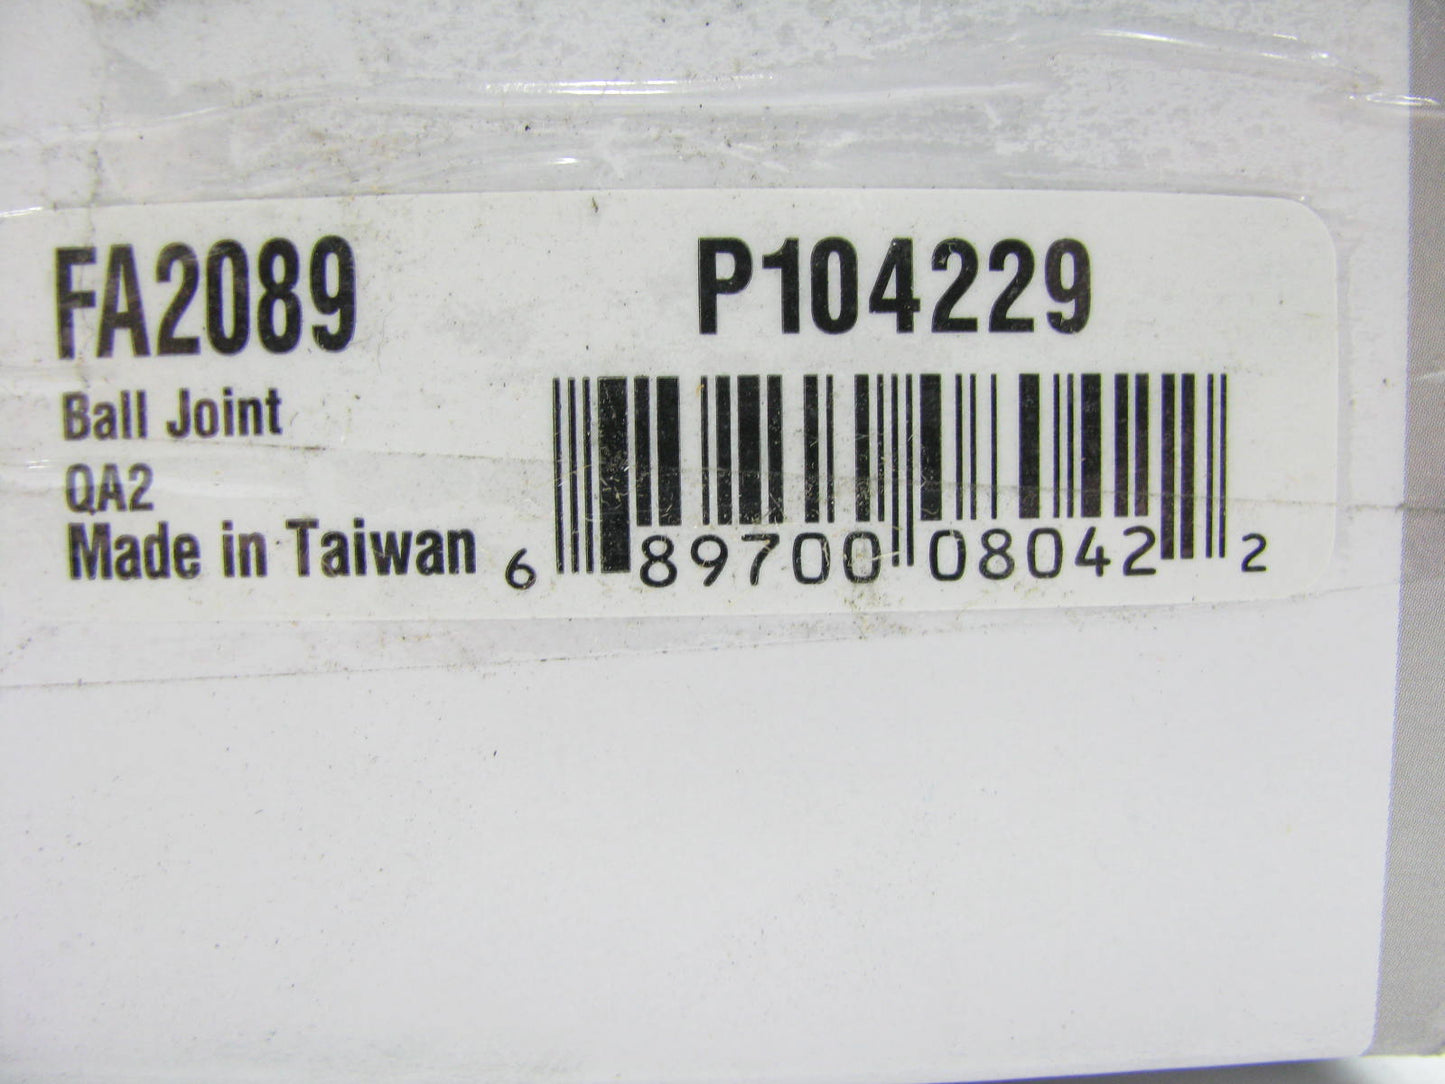 FA2089
P104229
Ball Joint
QA2
Made in Taiwan
6 89700 08042 2